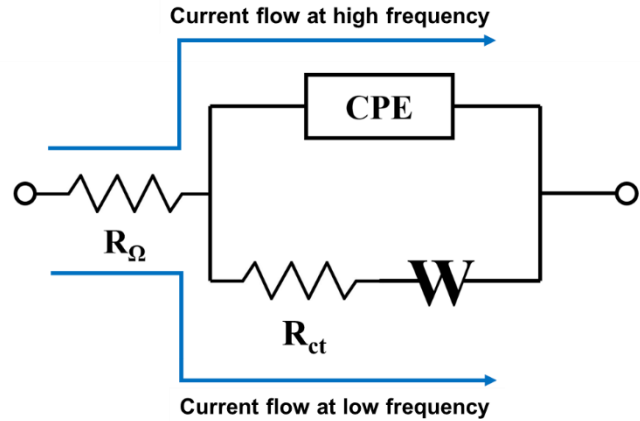 Current flow at high frequency
CPE
RΩ
Rct
W
Current flow at low frequency